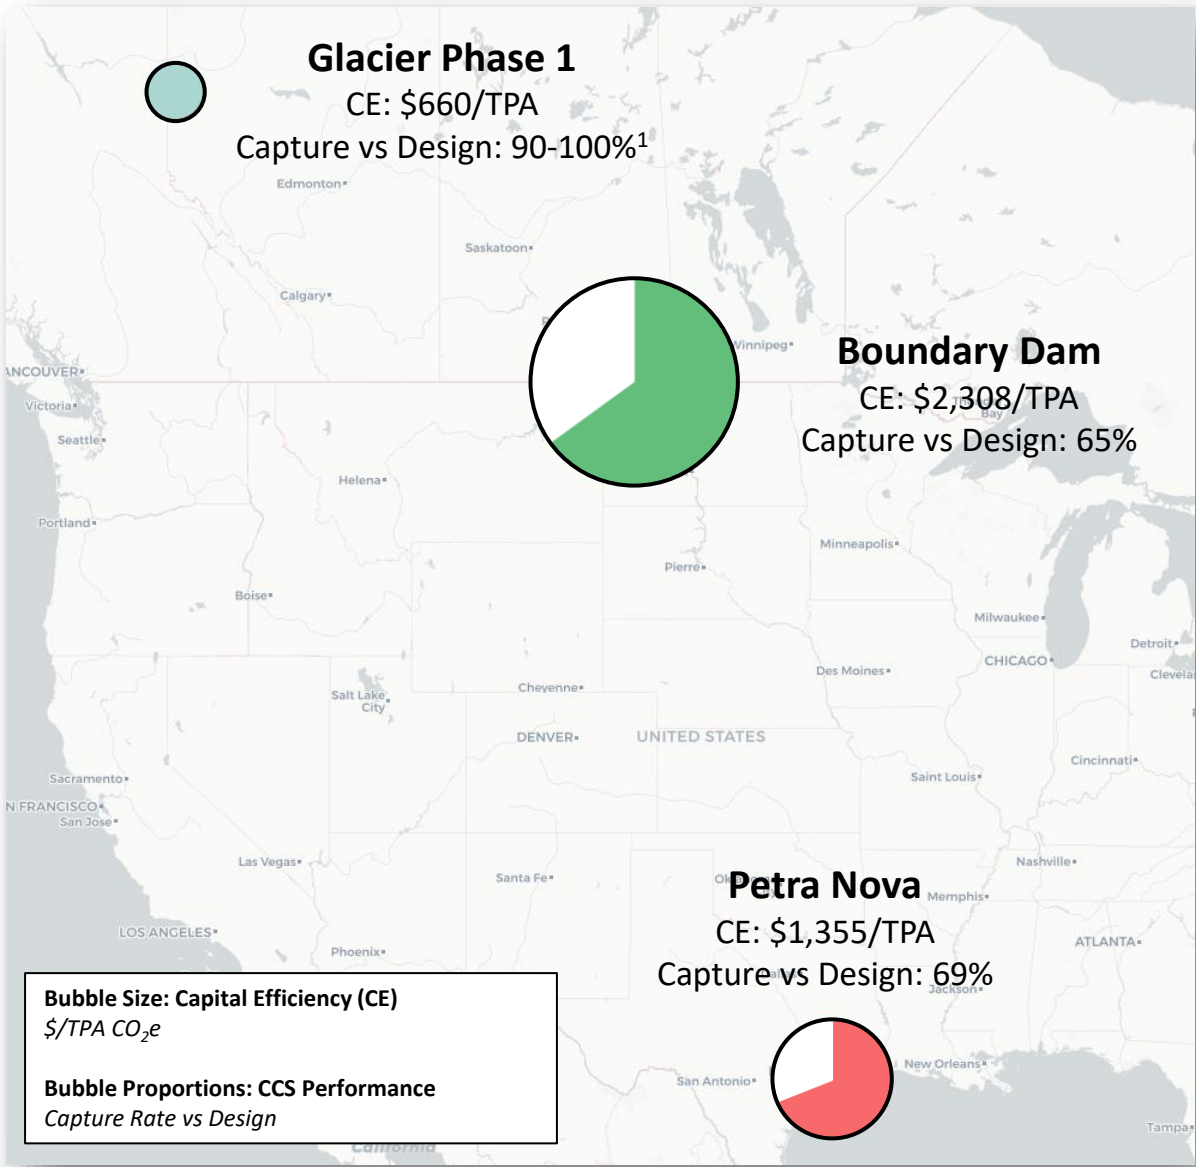 Glacier Phase 1
CE: $660/TPA
Capture vs Design: 90-100%¹
Edmonton
Saskatoon
Calgary
Winnipeg
Boundary Dam
CE: $2,308/TPA
Bay
Capture vs Design: 65%
ANCOUVER
Victoria
Seattle
Helena
Portland
Minneapolis
Pierre
Boise
Milwaukee
Detroit
CHICAGO
Clevela
Des Moines
Salt Lake
City
Cheyenne
DENVER
UNITED STATES
Cincinnati
Sacramento
Saint Louis
N FRANCISCO
San Jose
Las Vegas
Nashville
Santa Fe
Petra Nova
Memphis
CE: $1,355/TPA
LOS ANGELES
ATLANTA
Phoenix
Capture vs Design: 69%
Jackson
Bubble Size: Capital Efficiency (CE)
$/TPA CO₂e
Bubble Proportions: CCS Performance
Capture Rate vs Design
New Orleans
San Antonio
Tampa
California